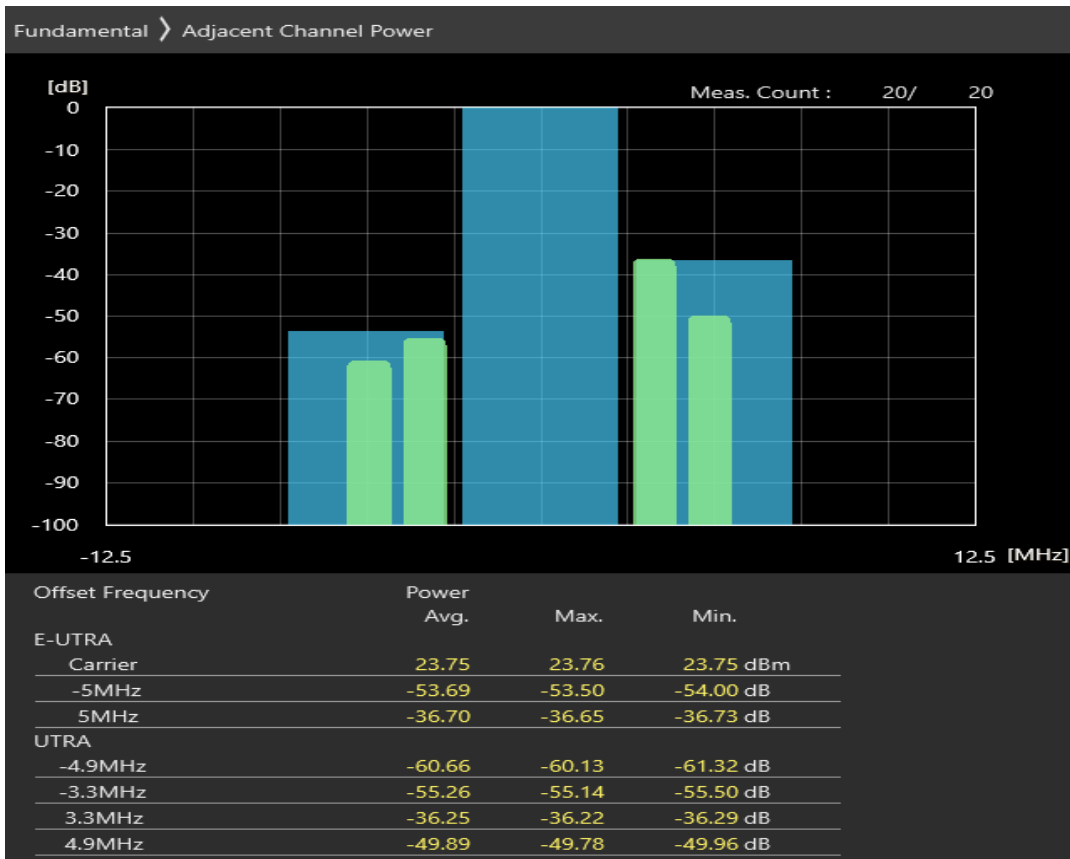 Fundamental 〉 Adjacent Channel Power
[dB]
Meas. Count : 20/ 20
0
-10
-20
-30
-40
-50
-60
-70
-80
-90
-100
-12.5 12.5 [MHz]
Offset Frequency Power
Avg. Max. Min.
E-UTRA
Carrier 23.75 23.76 23.75 dBm
-5MHz -53.69 -53.50 -54.00 dB
5MHz -36.70 -36.65 -36.73 dB
UTRA
-4.9MHz -60.66 -60.13 -61.32 dB
-3.3MHz -55.26 -55.14 -55.50 dB
3.3MHz -36.25 -36.22 -36.29 dB
4.9MHz -49.89 -49.78 -49.96 dB